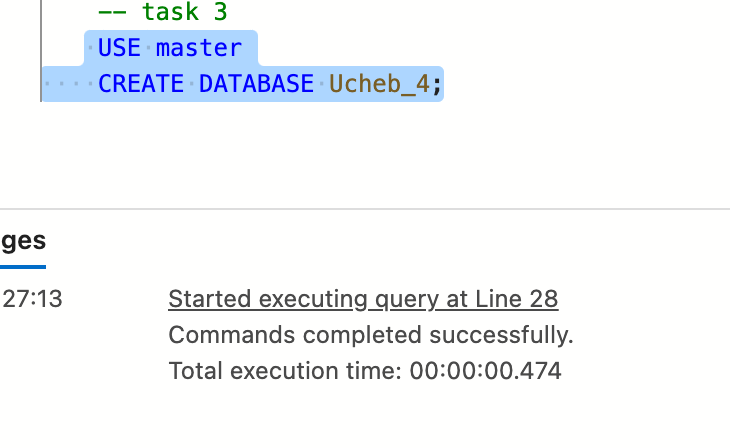 -- task 3
USE master
CREATE DATABASE Ucheb_4;
ges
27:13 Started executing query at Line 28
Commands completed successfully.
Total execution time: 00:00:00.474